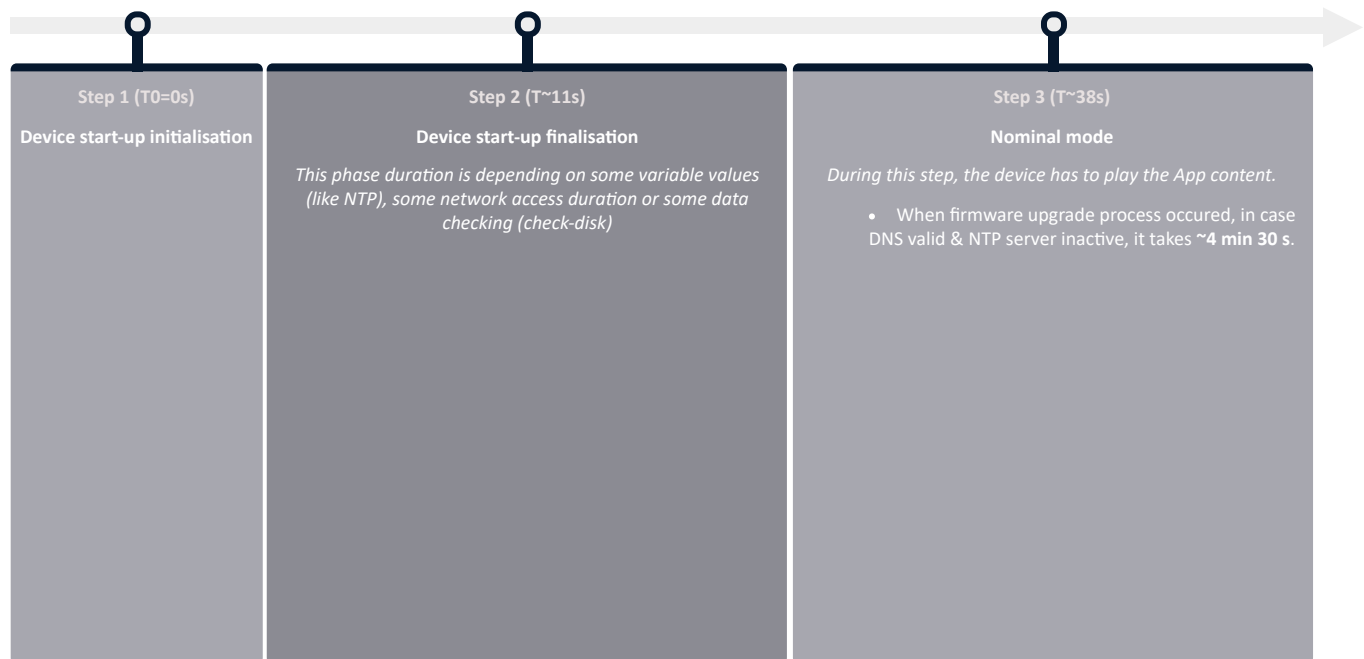 Step 1 (T0=0s)
Device start-up initialisation
Step 2 (T~11s)
Device start-up finalisation
This phase duration is depending on some variable values
(like NTP), some network access duration or some data
checking (check-disk)
Step 3 (T~38s)
Nominal mode
During this step, the device has to play the App content.
• When firmware upgrade process occured, in case
DNS valid & NTP server inactive, it takes ~4 min 30 s.